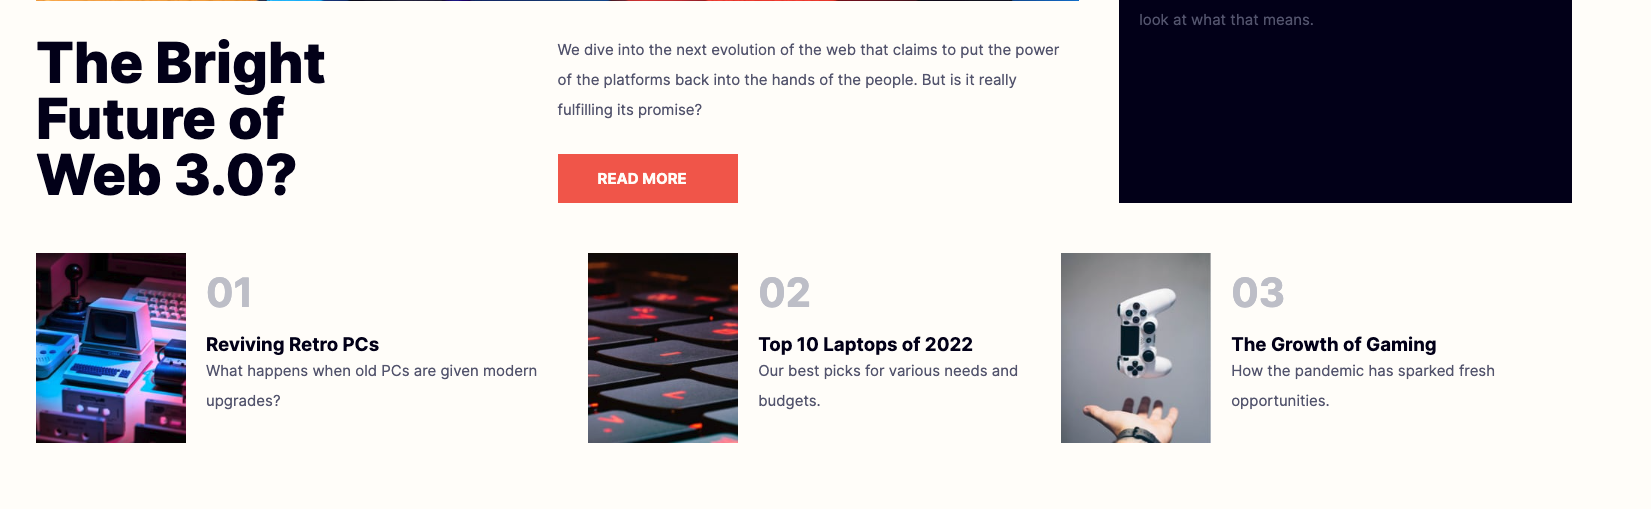 look at what that means.
The Bright
Future of
Web 3.0?
We dive into the next evolution of the web that claims to put the power
of the platforms back into the hands of the people. But is it really
fulfilling its promise?
READ MORE
01
Reviving Retro PCs
What happens when old PCs are given modern
upgrades?
02
Top 10 Laptops of 2022
Our best picks for various needs and
budgets.
03
The Growth of Gaming
How the pandemic has sparked fresh
opportunities.